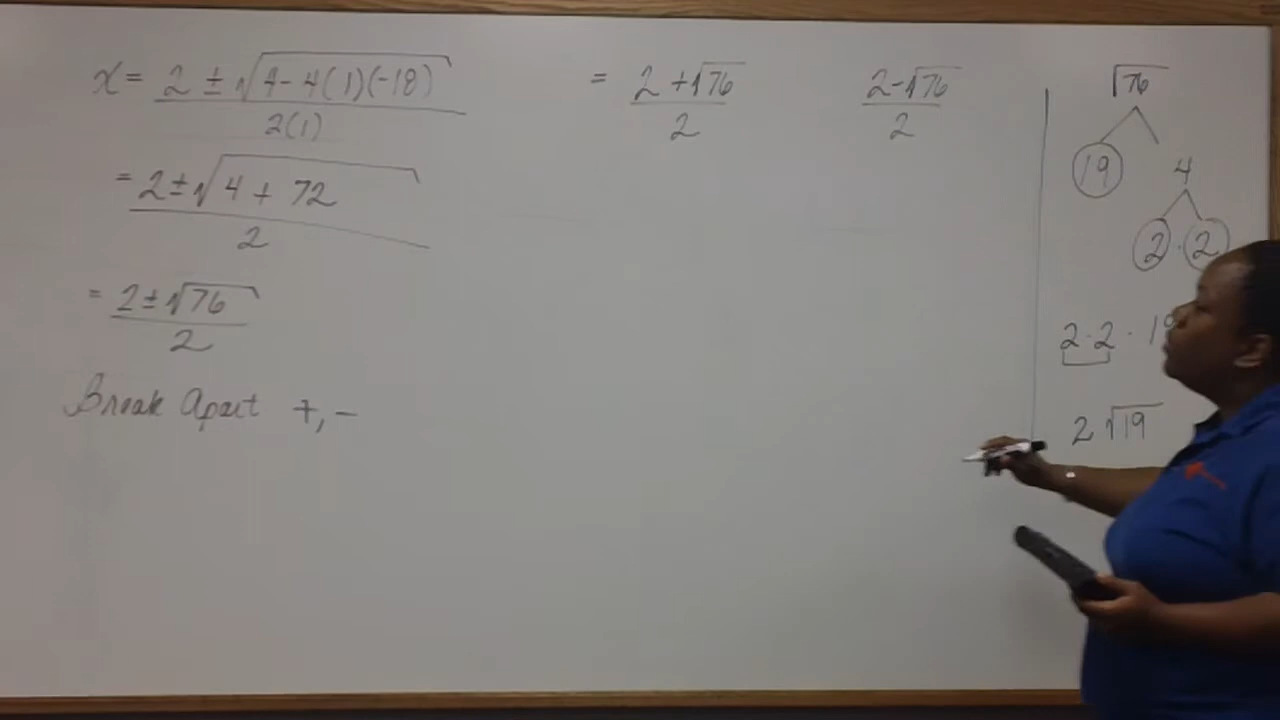 x = 2 ± √4 - 4(1)(-18) / 2(1)
= 2 ± √4 + 72 / 2
= 2 ± √76 / 2
Break Apart +, -
= 2 + √76 / 2
2 - √76 / 2
√76
19 4
2 · 2
2 · 2 · 19
2 √19